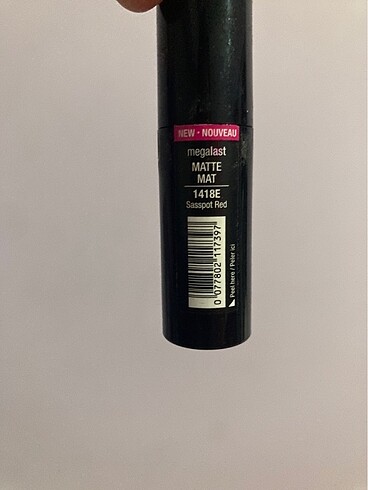 NEW • NOUVEAU
megalast
MATTE
MAT
1418E
Sasspot Red
0 077802 117397
Peel here / Peler ici